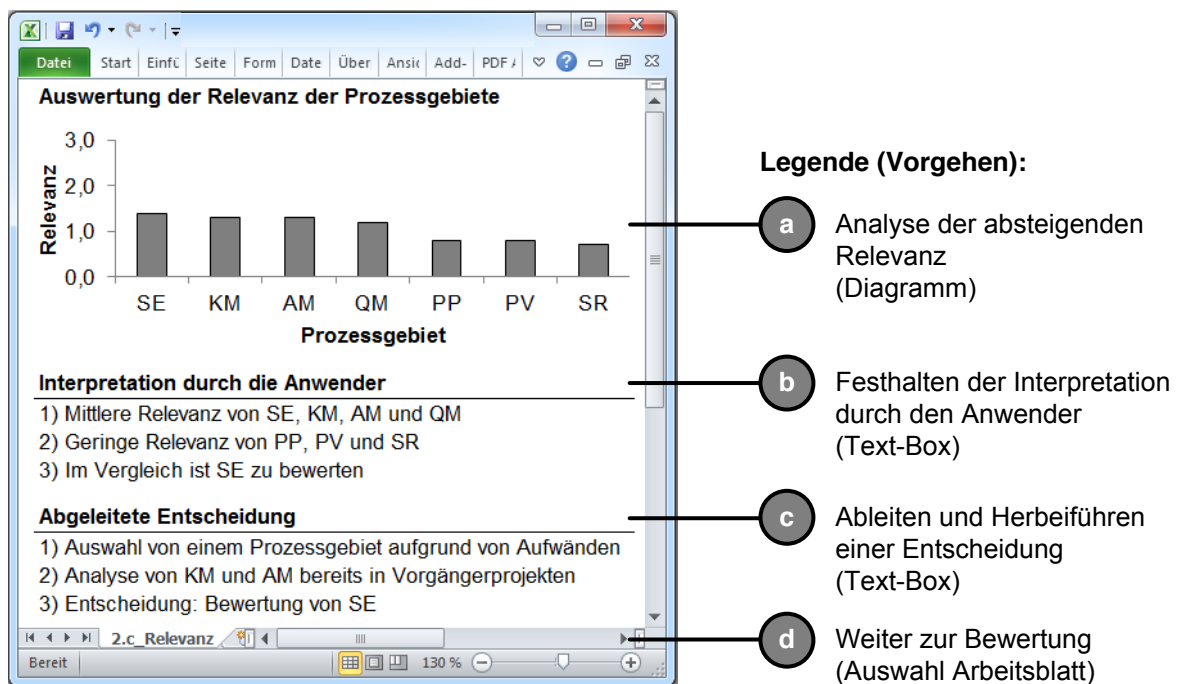 Datei Start Einfü Seite Form Date Über Ansic Add- PDF
Auswertung der Relevanz der Prozessgebiete
3,0
2,0
1,0
0,0
Relevanz
SE KM AM QM PP PV SR
Prozessgebiet
Interpretation durch die Anwender
1) Mittlere Relevanz von SE, KM, AM und QM
2) Geringe Relevanz von PP, PV und SR
3) Im Vergleich ist SE zu bewerten
Abgeleitete Entscheidung
1) Auswahl von einem Prozessgebiet aufgrund von Aufwänden
2) Analyse von KM und AM bereits in Vorgängerprojekten
3) Entscheidung: Bewertung von SE
2.c_Relevanz
Bereit 130 %
Legende (Vorgehen):
a Analyse der absteigenden
Relevanz
(Diagramm)
b Festhalten der Interpretation
durch den Anwender
(Text-Box)
c Ableiten und Herbeiführen
einer Entscheidung
(Text-Box)
d Weiter zur Bewertung
(Auswahl Arbeitsblatt)